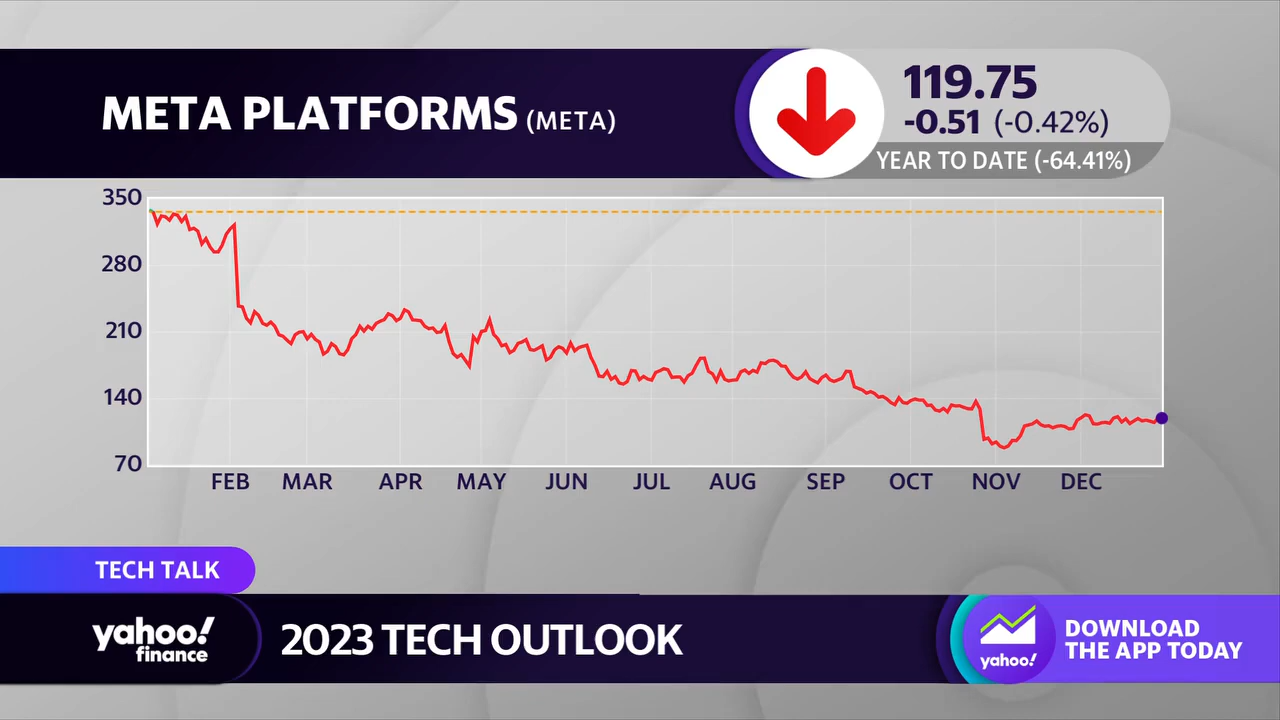 META PLATFORMS (META)
119.75
-0.51 (-0.42%)
YEAR TO DATE (-64.41%)
350
280
210
140
70
FEB MAR APR MAY JUN JUL AUG SEP OCT NOV DEC
TECH TALK
yahoo!
finance
2023 TECH OUTLOOK
yahoo!
DOWNLOAD
THE APP TODAY